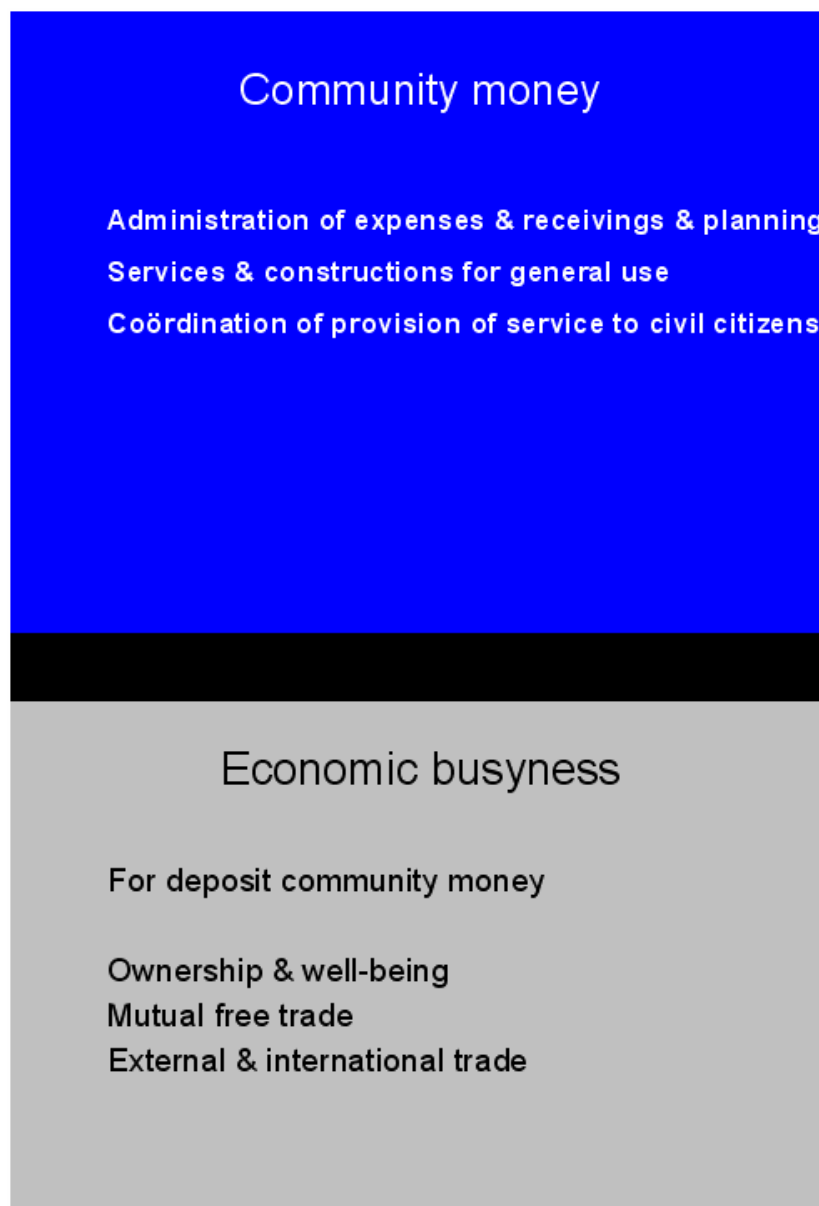 Community money
Administration of expenses & receivings & planning
Services & constructions for general use
Coördination of provision of service to civil citizens
Economic busyness
For deposit community money
Ownership & well-being
Mutual free trade
External & international trade